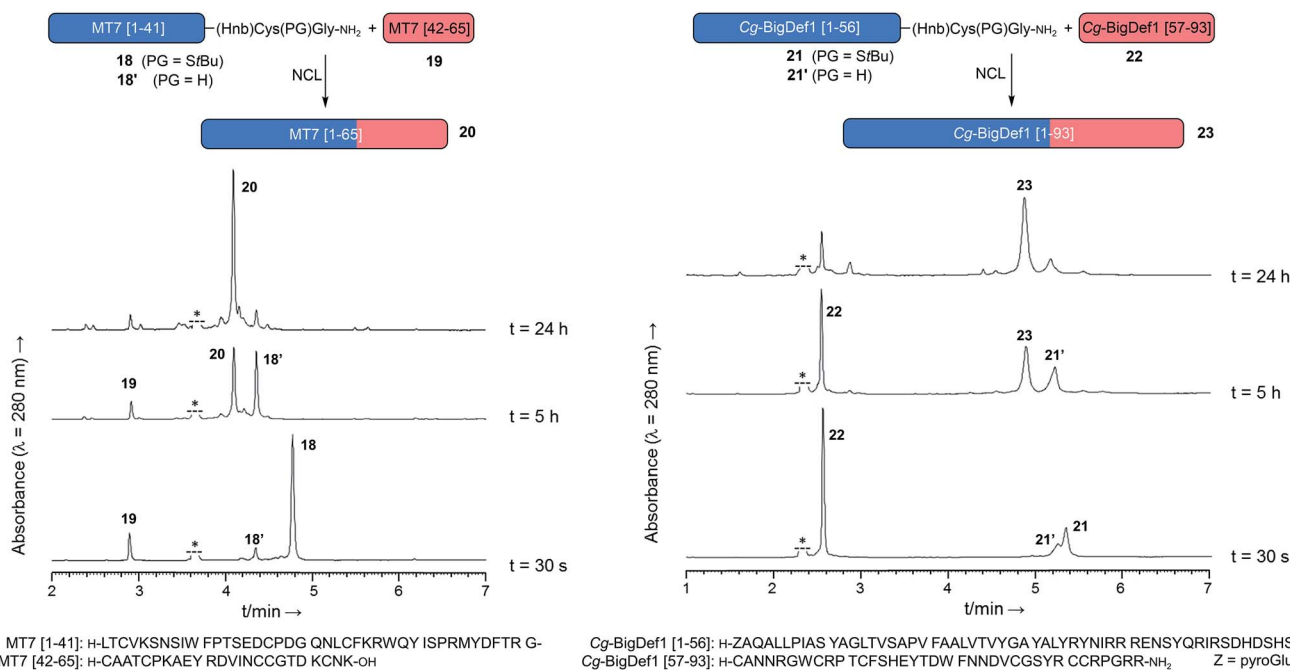 MT7 [1-41] –(Hnb)Cys(PG)Gly-NH2 + MT7 [42-65]
18 (PG = StBu) 19
18' (PG = H)
NCL
MT7 [1-65] 20
20
*
t = 24 h
20
18'
19
*
t = 5 h
18
19
18'
*
t = 30 s
Absorbance (λ = 280 nm) →
2 3 4 5 6 7
t/min →
MT7 [1-41]: H-LTCVKSNSIW FPTSEDCPDG QNLCFKRWQY ISPRMYDFTR G-
MT7 [42-65]: H-CAATCPKAEY RDVINCCGTD KCNK-OH
Cg-BigDef1 [1-56] –(Hnb)Cys(PG)Gly-NH2 + Cg-BigDef1 [57-93]
21 (PG = StBu) 22
21' (PG = H)
NCL
Cg-BigDef1 [1-93] 23
23
*
t = 24 h
22
23
21'
*
t = 5 h
22
21' 21
*
t = 30 s
Absorbance (λ = 280 nm) →
1 2 3 4 5 6 7
t/min →
Cg-BigDef1 [1-56]: H-ZAQALLPIAS YAGLTVSAPV FAALVTVYGA YALYRYNIRR RENSYQRIRSDHDSHS
Cg-BigDef1 [57-93]: H-CANNRGWCRP TCFSHEYTDW FNNDVCGSYR CCRPGRR-NH2 Z = pyroGlu